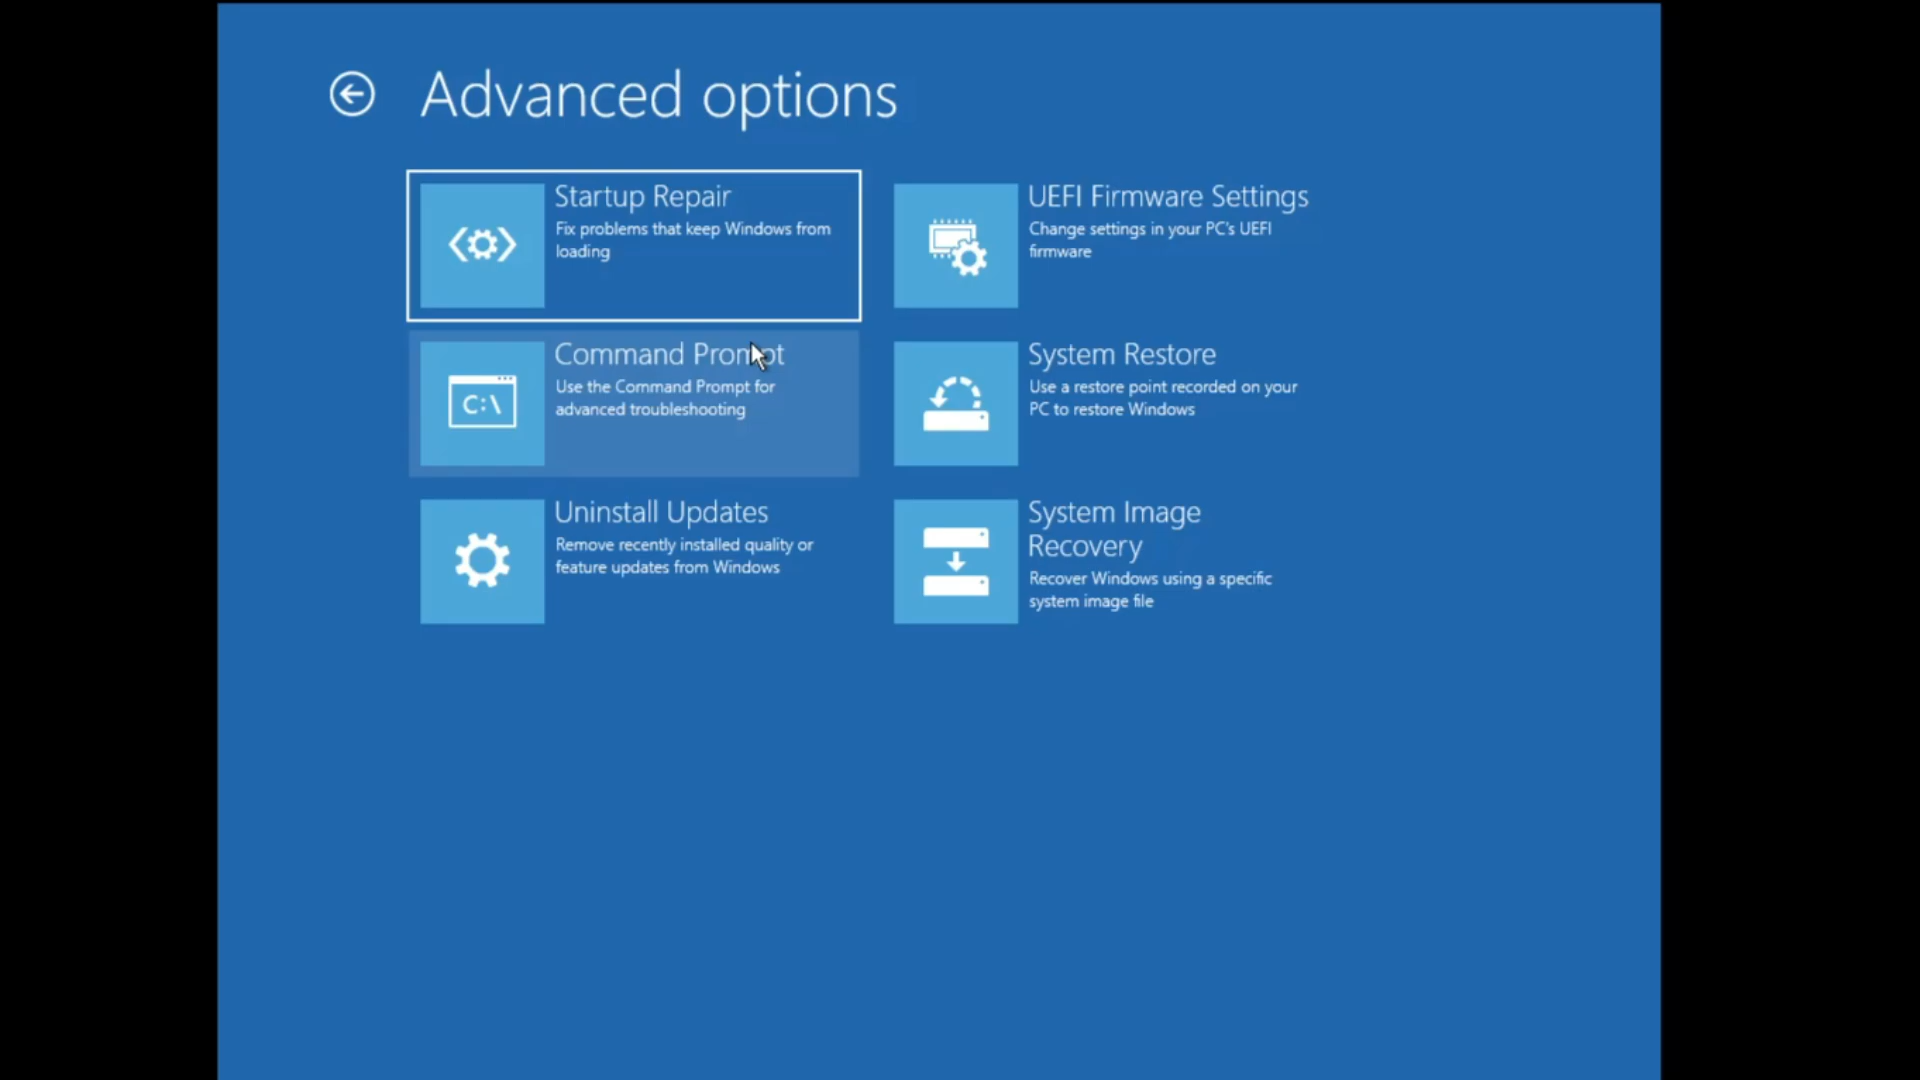 Advanced options
Startup Repair
Fix problems that keep Windows from
loading
UEFI Firmware Settings
Change settings in your PC's UEFI
firmware
Command Prompt
Use the Command Prompt for
advanced troubleshooting
C:\
System Restore
Use a restore point recorded on your
PC to restore Windows
Uninstall Updates
Remove recently installed quality or
feature updates from Windows
System Image
Recovery
Recover Windows using a specific
system image file